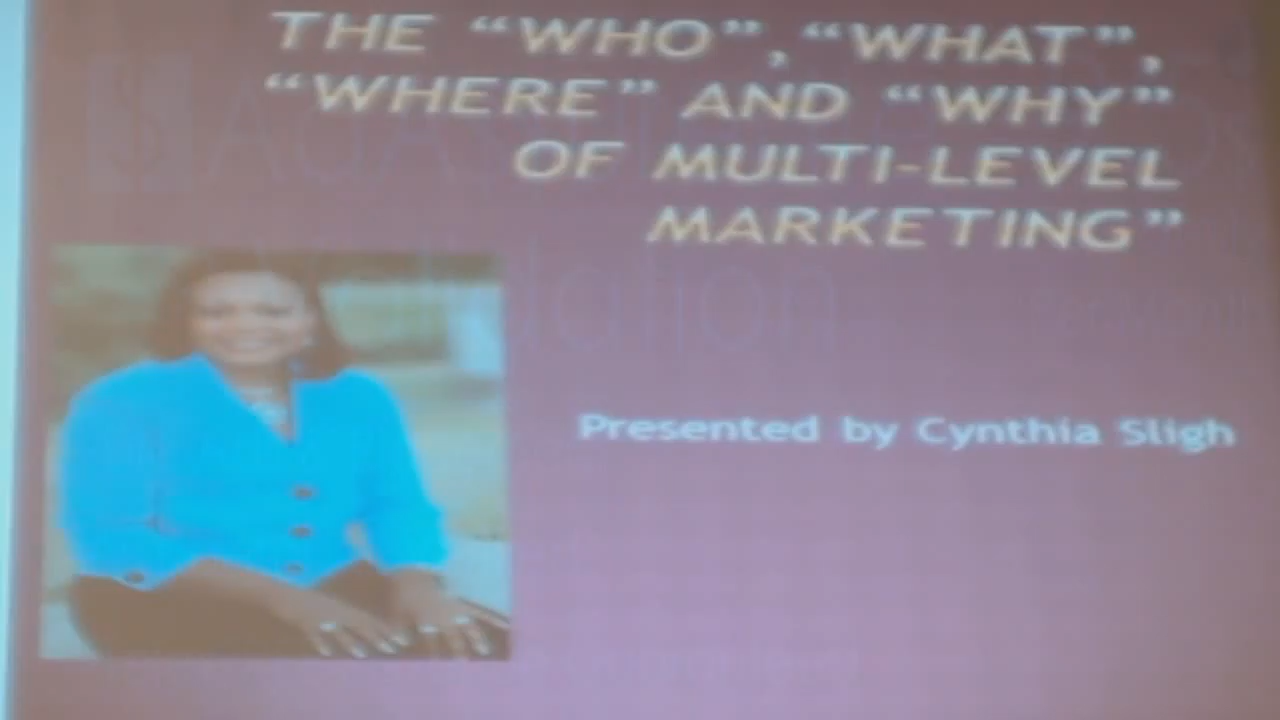 THE “WHO”, “WHAT”,
“WHERE” AND “WHY”
OF MULTI-LEVEL
MARKETING”
Presented by Cynthia Sligh